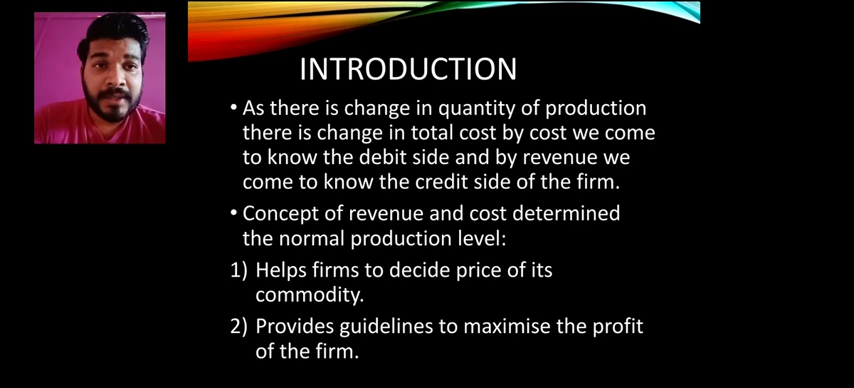 INTRODUCTION
• As there is change in quantity of production
there is change in total cost by cost we come
to know the debit side and by revenue we
come to know the credit side of the firm.
• Concept of revenue and cost determined
the normal production level:
1) Helps firms to decide price of its
commodity.
2) Provides guidelines to maximise the profit
of the firm.